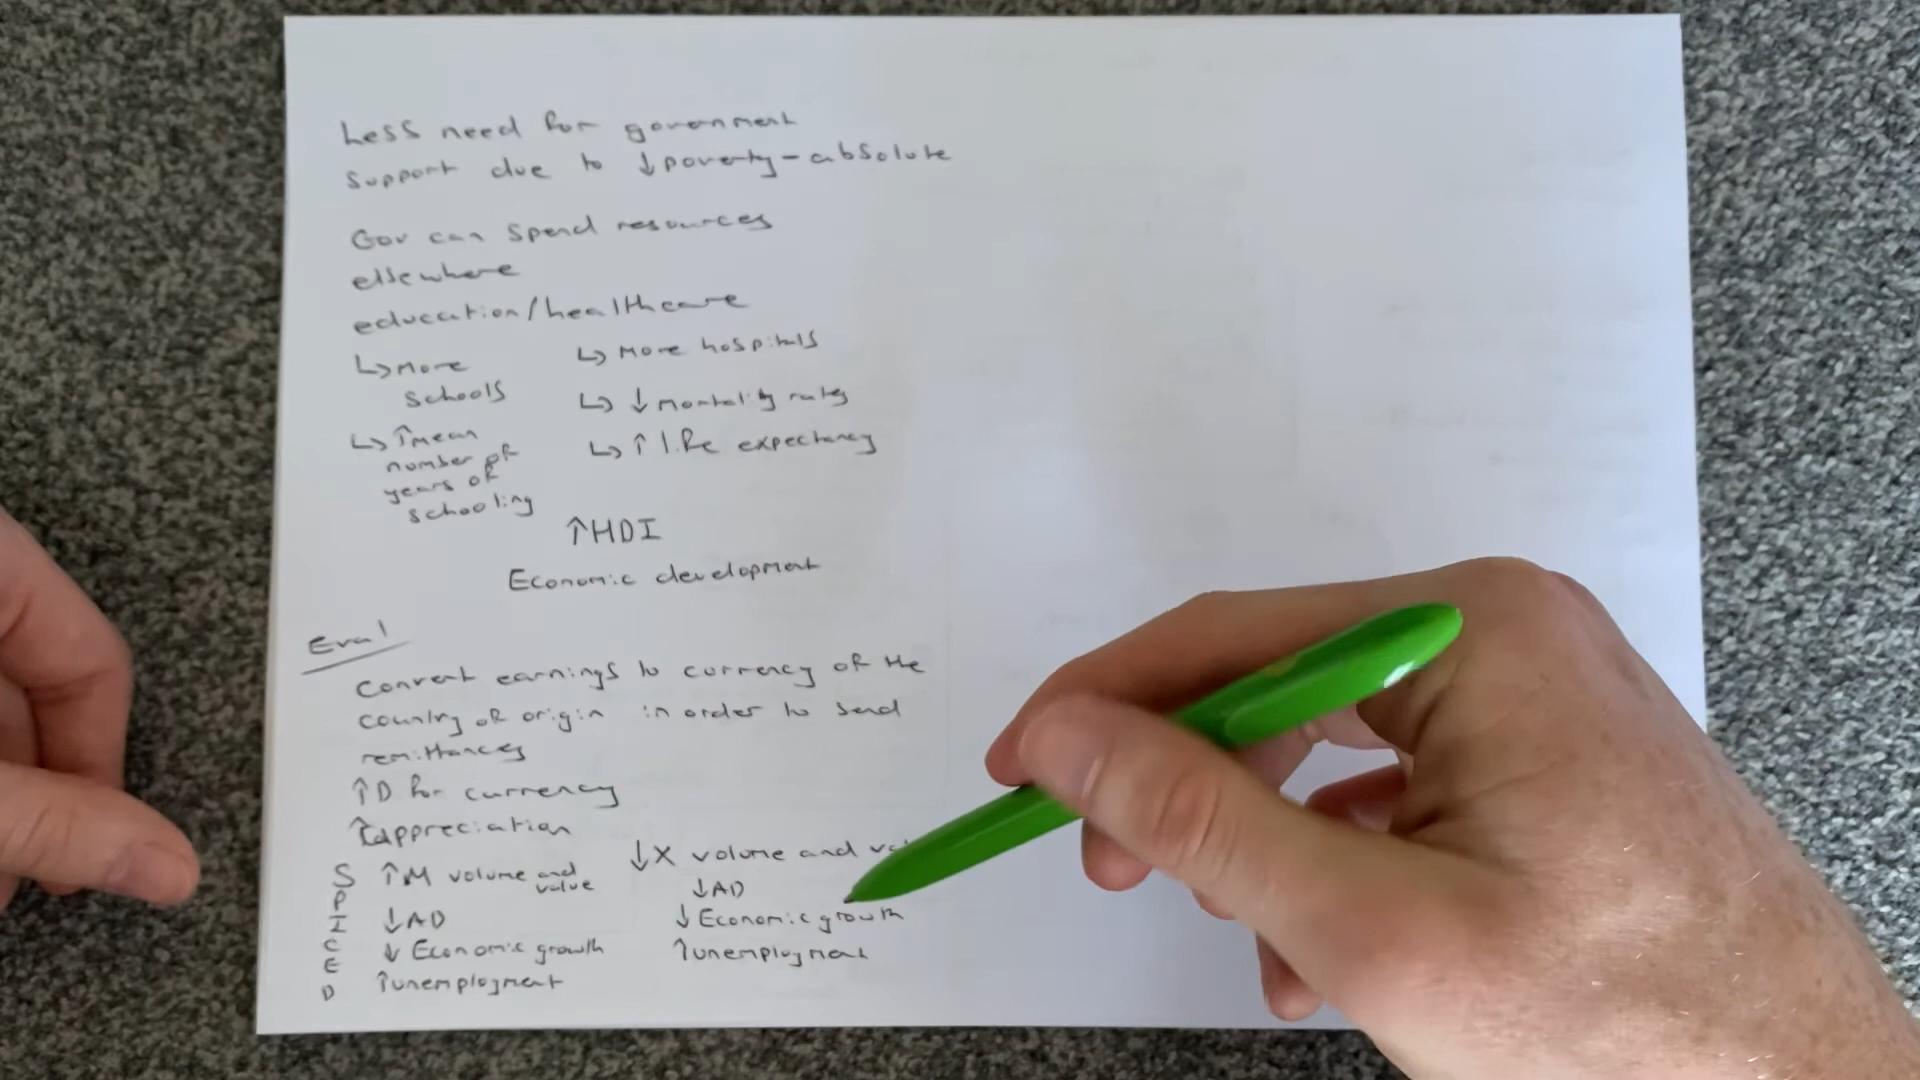 Less need for government
support due to ↓poverty-absolute
Gov can spend resources
elsewhere
education/healthcare
↳More
schools
↳↑mean
number of
years of
schooling
↳ More hospitals
↳ ↓mortality rates
↳ ↑ life expectancy
↑HDI
Economic development
Eval
Convert earnings to currency of the
country of origin in order to send
remittances
↑D for currency
↑appreciation
SPICED
↑M volume and value
↓AD
↓ Economic growth
↑unemployment
↓X volume and
↓AD
↓ Economic growth
↑unemployment